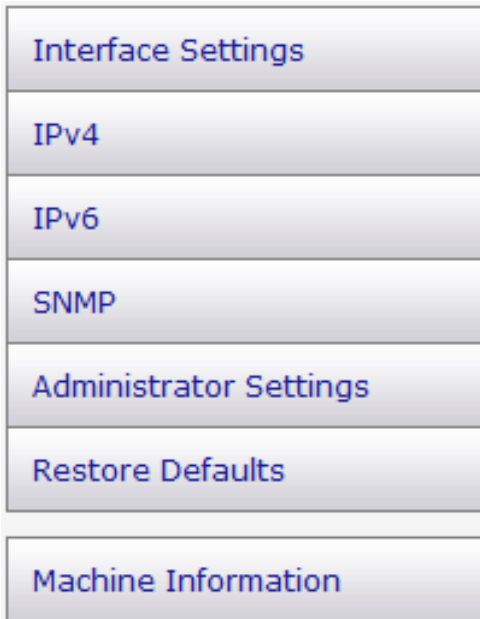 Interface Settings
IPv4
IPv6
SNMP
Administrator Settings
Restore Defaults
Machine Information